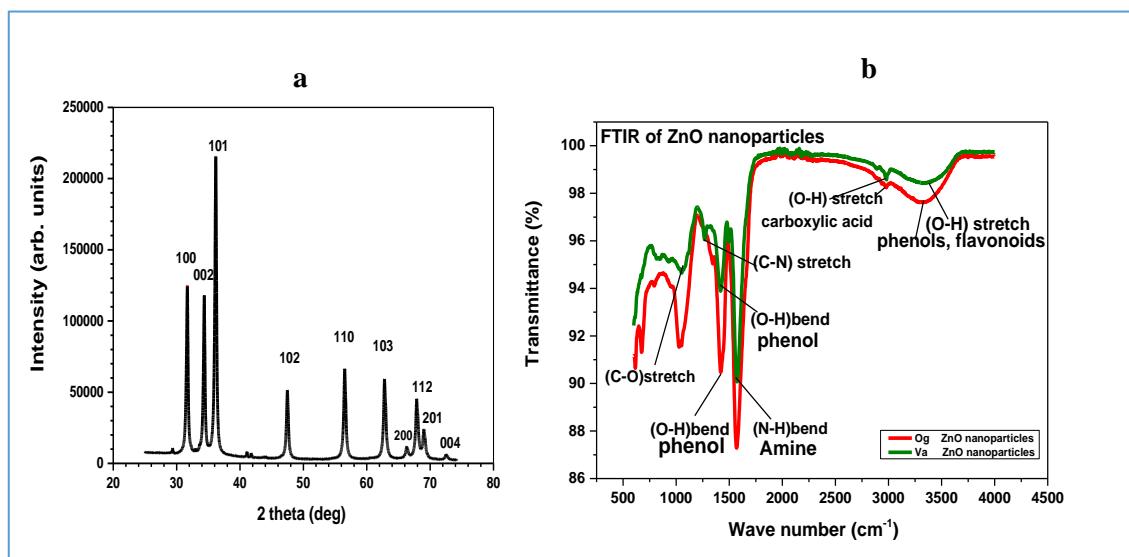 a
250000
200000
150000
100000
50000
0
Intensity (arb. units)
100
002
101
102
110
103
200
112
201
004
20 30 40 50 60 70 80
2 theta (deg)
b
FTIR of ZnO nanoparticles
100
98
96
94
92
90
88
86
Transmittance (%)
(O-H) stretch
carboxylic acid
(O-H) stretch
phenols, flavonoids
(C-N) stretch
(O-H)bend
phenol
(C-O)stretch
(O-H)bend
phenol
(N-H)bend
Amine
Og ZnO nanoparticles
Va ZnO nanoparticles
500 1000 1500 2000 2500 3000 3500 4000 4500
Wave number (cm⁻¹)